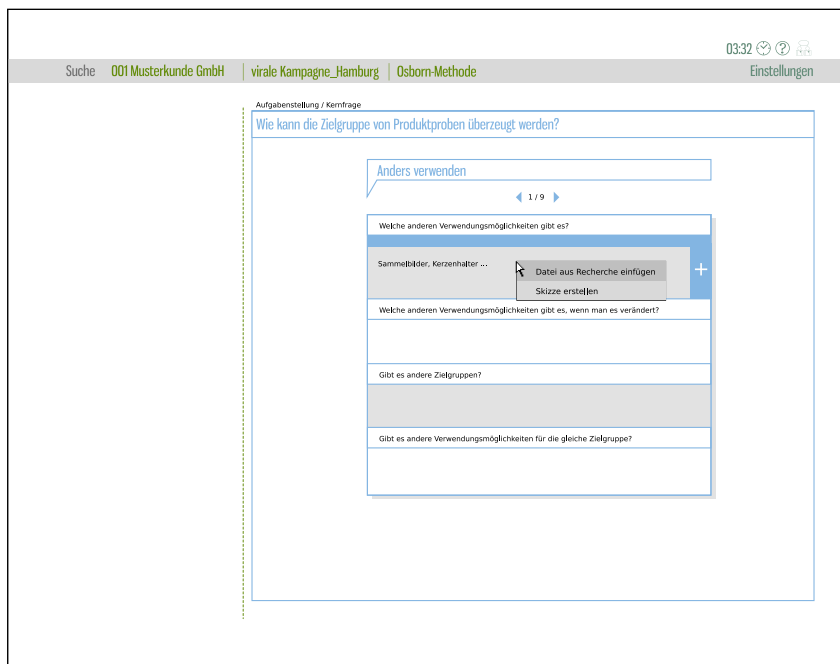 03:32
Suche 001 Musterkunde GmbH virale Kampagne_Hamburg Osborn-Methode Einstellungen
Aufgabenstellung / Kernfrage
Wie kann die Zielgruppe von Produktproben überzeugt werden?
Anders verwenden
1 / 9
Welche anderen Verwendungsmöglichkeiten gibt es?
Sammelbilder, Kerzenhalter ...
+
Datei aus Recherche einfügen
Skizze erstellen
Welche anderen Verwendungsmöglichkeiten gibt es, wenn man es verändert?
Gibt es andere Zielgruppen?
Gibt es andere Verwendungsmöglichkeiten für die gleiche Zielgruppe?